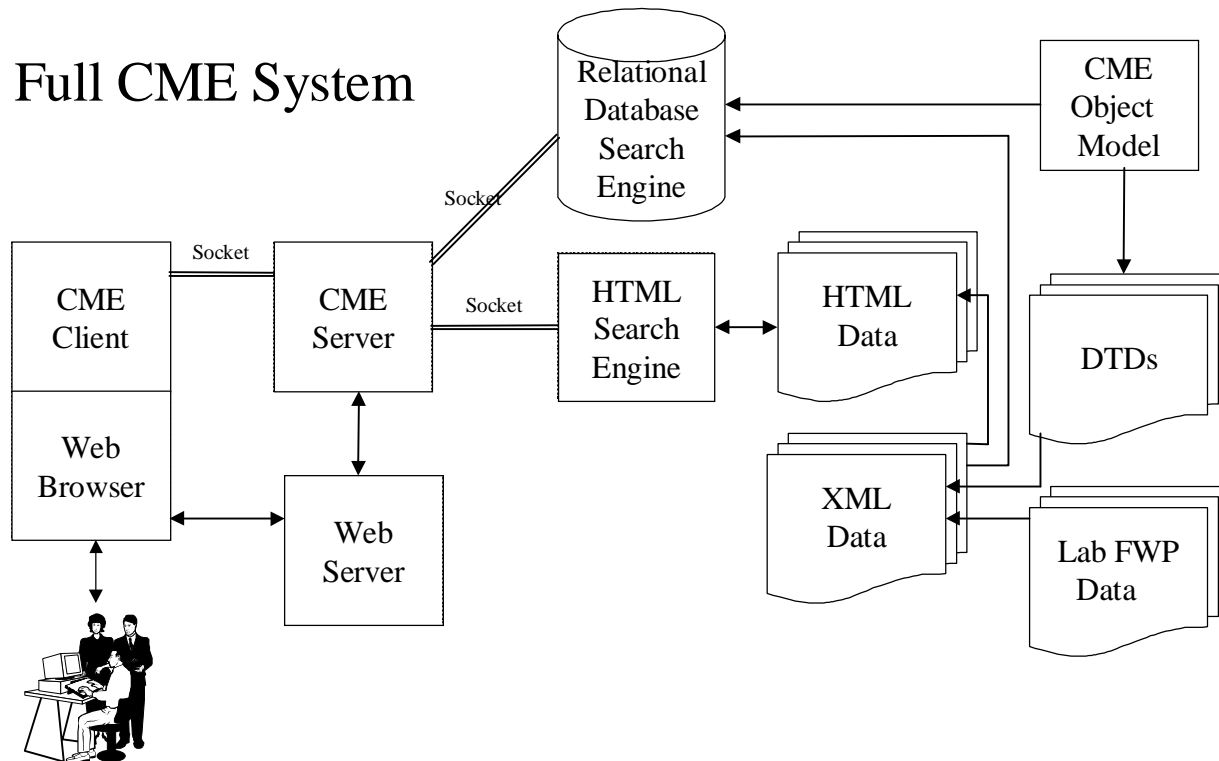 Full CME System
Relational
Database
Search
Engine
CME
Object
Model
Socket
Socket
CME
Client
CME
Server
Socket
HTML
Search
Engine
HTML
Data
DTDs
Web
Browser
Web
Server
XML
Data
Lab FWP
Data